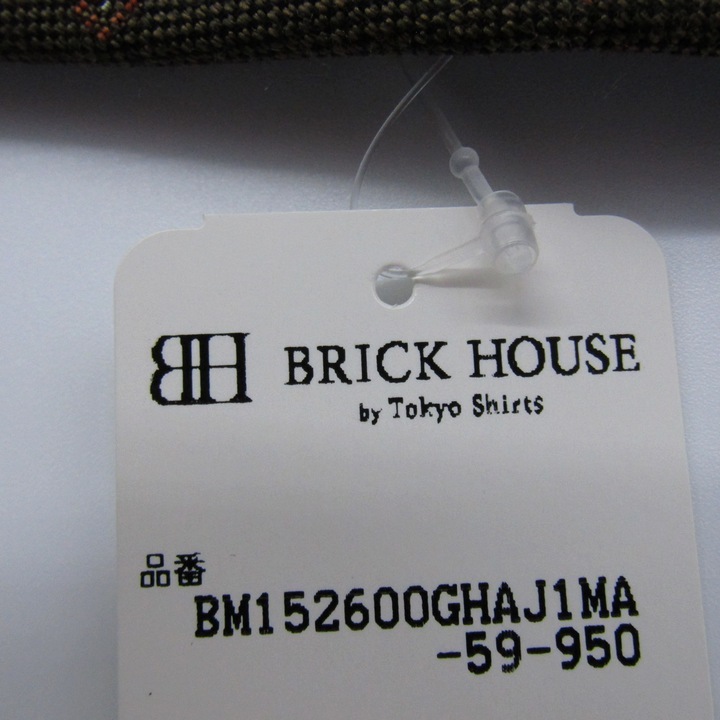 BH BRICK HOUSE
by Tokyo Shirts
品番
BM152600GHAJ1MA
-59-950